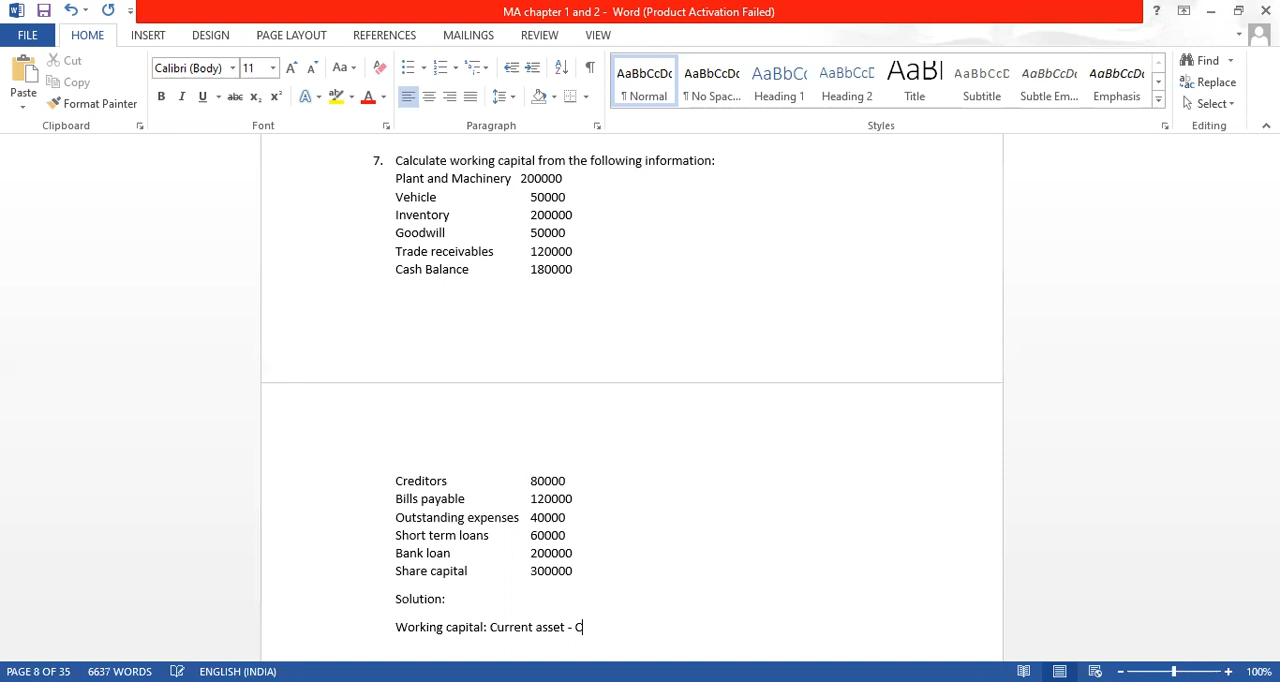 MA chapter 1 and 2 - Word (Product Activation Failed)
FILE HOME INSERT DESIGN PAGE LAYOUT REFERENCES MAILINGS REVIEW VIEW
Paste
Cut
Copy
Format Painter
Clipboard
Calibri (Body) 11
Font
Paragraph
AaBbCcDc AaBbCcDc AaBbCc AaBbCcD AaBl AaBbCcD AaBbCcDc AaBbCcDc
¶ Normal ¶ No Spac... Heading 1 Heading 2 Title Subtitle Subtle Em... Emphasis
Styles
Find
Replace
Select
Editing
7. Calculate working capital from the following information:
Plant and Machinery 200000
Vehicle 50000
Inventory 200000
Goodwill 50000
Trade receivables 120000
Cash Balance 180000
Creditors 80000
Bills payable 120000
Outstanding expenses 40000
Short term loans 60000
Bank loan 200000
Share capital 300000
Solution:
Working capital: Current asset - C
PAGE 8 OF 35 6637 WORDS ENGLISH (INDIA) 100%